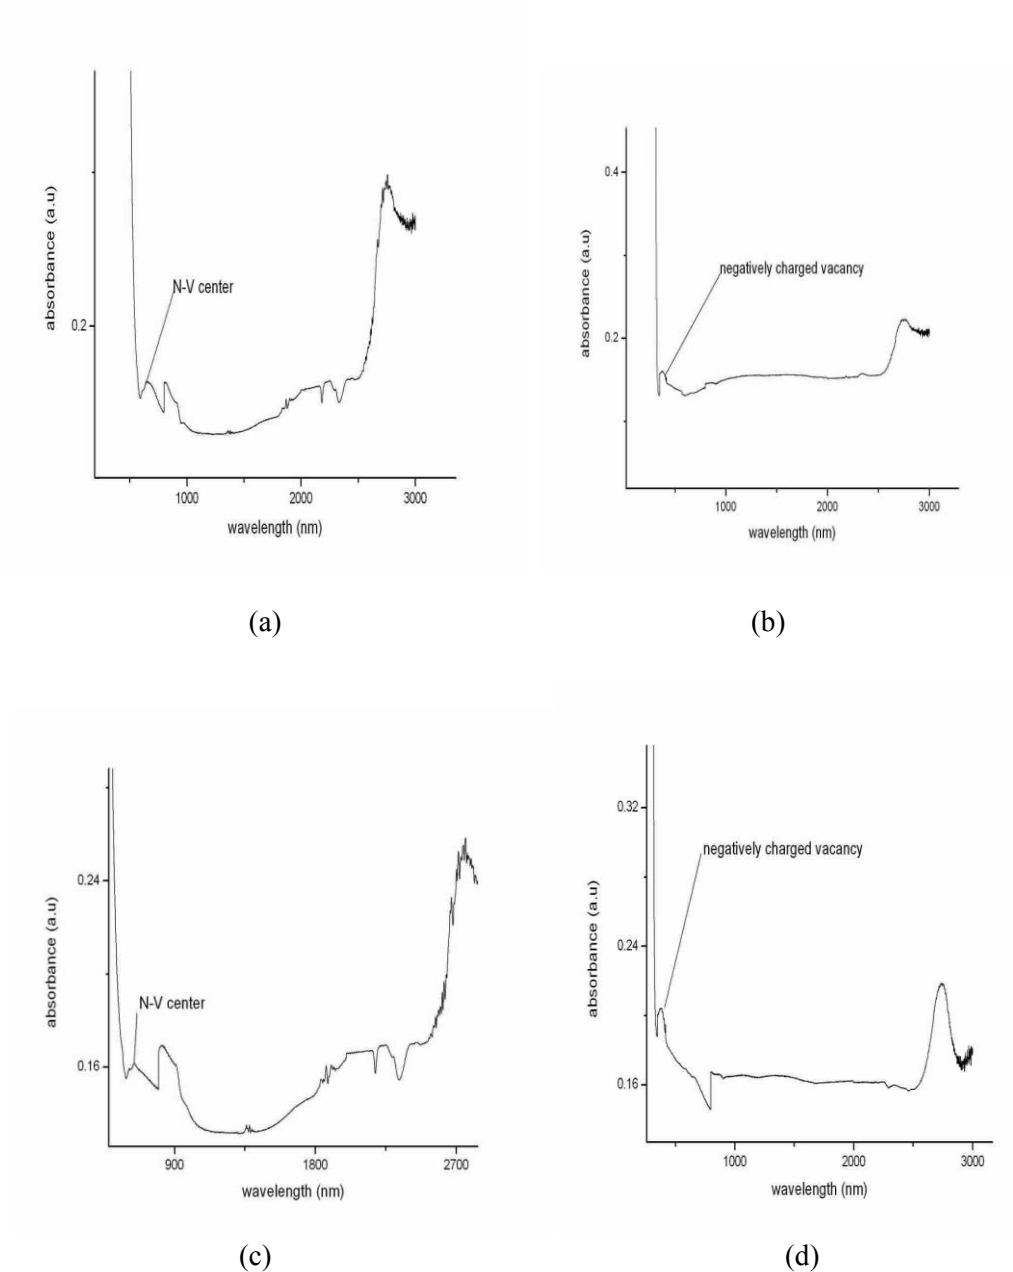 absorbance (a.u)
N-V center
0.2
1000 2000 3000
wavelength (nm)
(a)
absorbance (a.u)
0.4
negatively charged vacancy
0.2
1000 2000 3000
wavelength (nm)
(b)
absorbance (a.u)
0.24
N-V center
0.16
900 1800 2700
wavelength (nm)
(c)
absorbance (a.u)
0.32
negatively charged vacancy
0.24
0.16
1000 2000 3000
wavelength (nm)
(d)